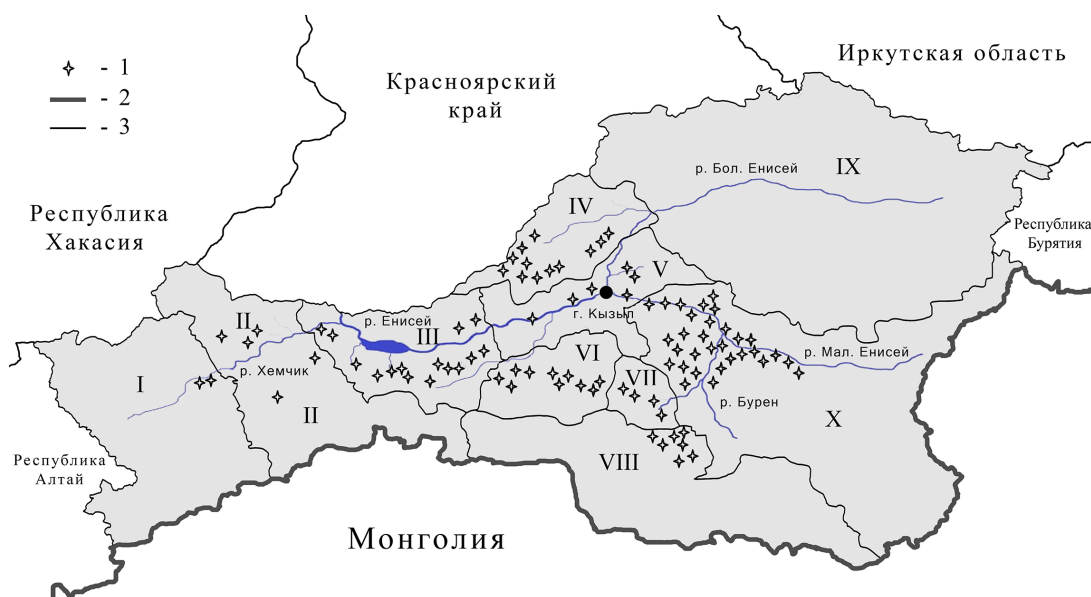 - 1
- 2
- 3
Красноярский
край
Иркутская область
Республика
Хакасия
Республика
Бурятия
IX
р. Бол. Енисей
IV
V
II
р. Енисей
III
г. Кызыл
I
р. Хемчик
II
VI
VII
р. Мал. Енисей
р. Бурен
X
VIII
Республика
Алтай
Монголия